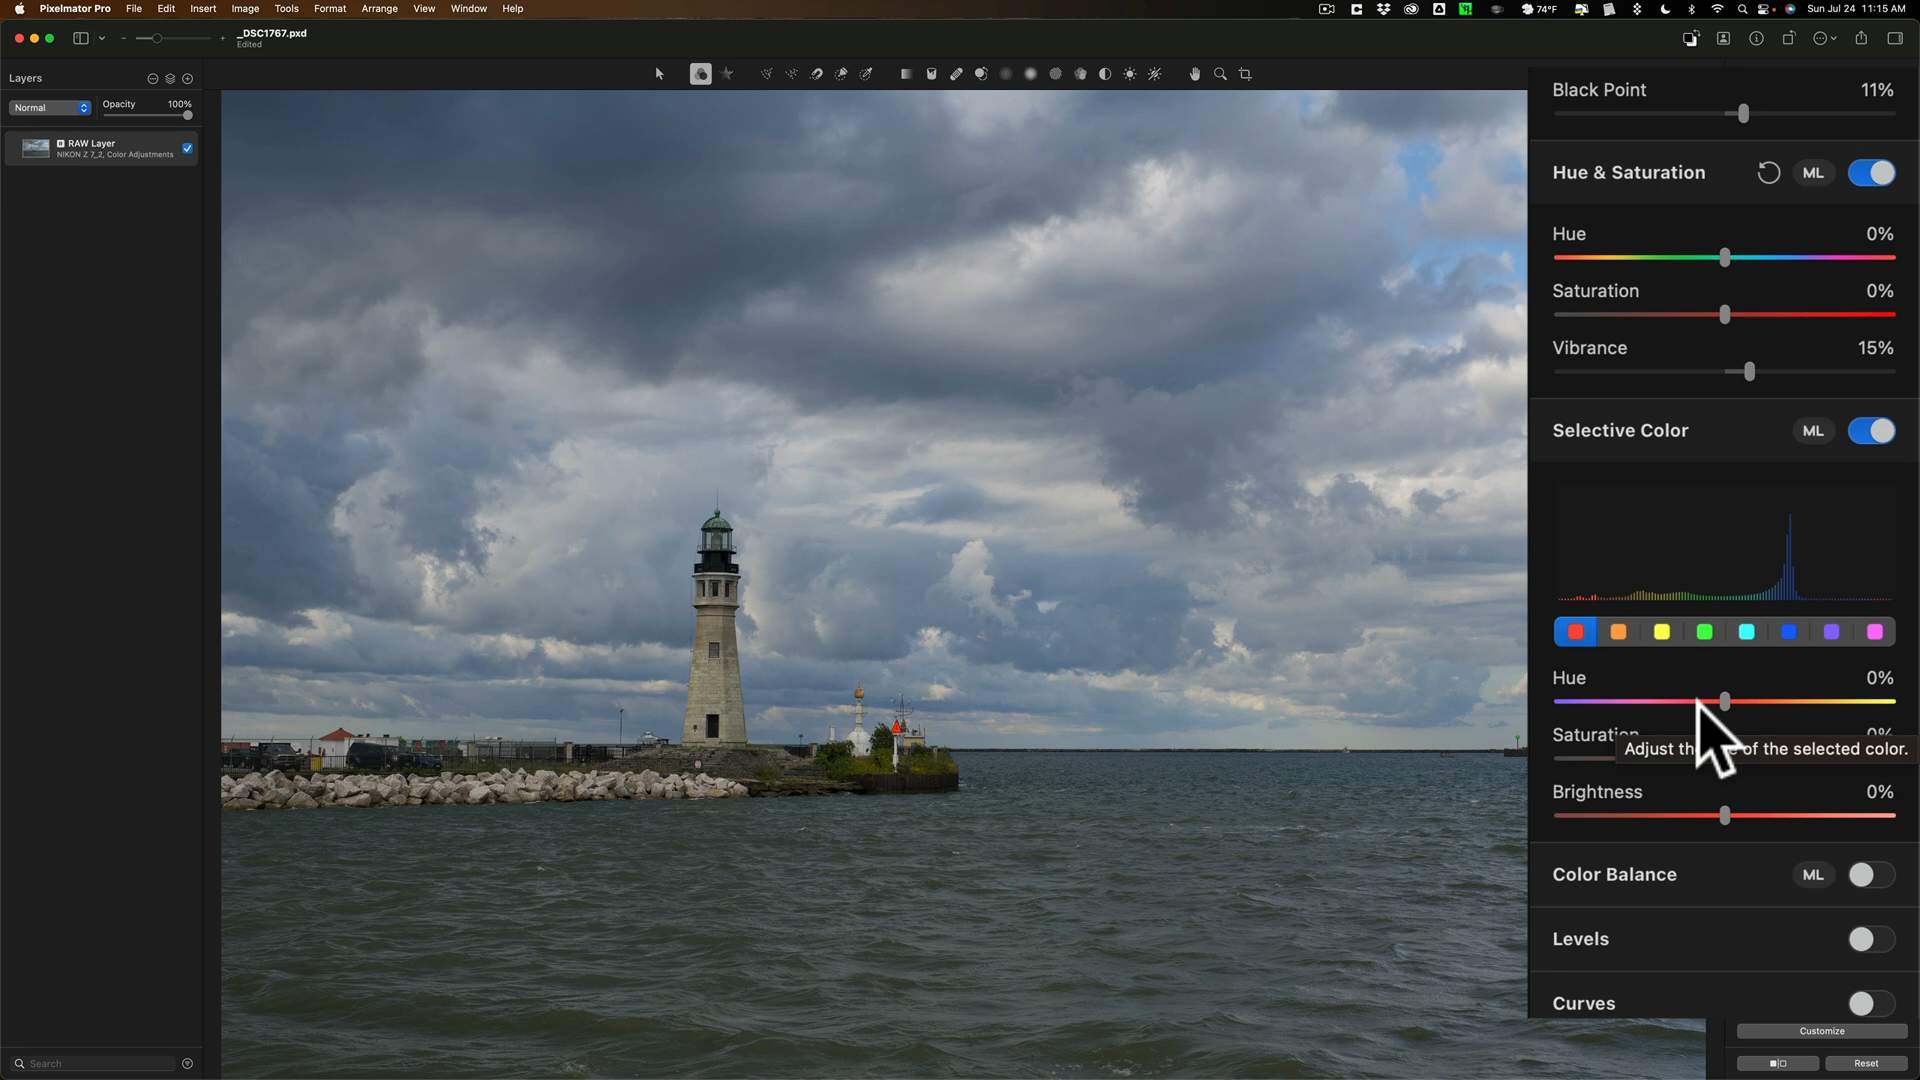 Pixelmator Pro File Edit Insert Image Tools Format Arrange View Window Help
74°F Sun Jul 24 11:15 AM
_DSC1767.pxd
Edited
Layers
Normal Opacity 100%
RAW Layer
NIKON Z 7_2, Color Adjustments
Search
Black Point 11%
Hue & Saturation ML
Hue 0%
Saturation 0%
Vibrance 15%
Selective Color ML
Hue 0%
Saturation 0%
Adjust the of the selected color.
Brightness 0%
Color Balance ML
Levels
Curves
Customize
Reset